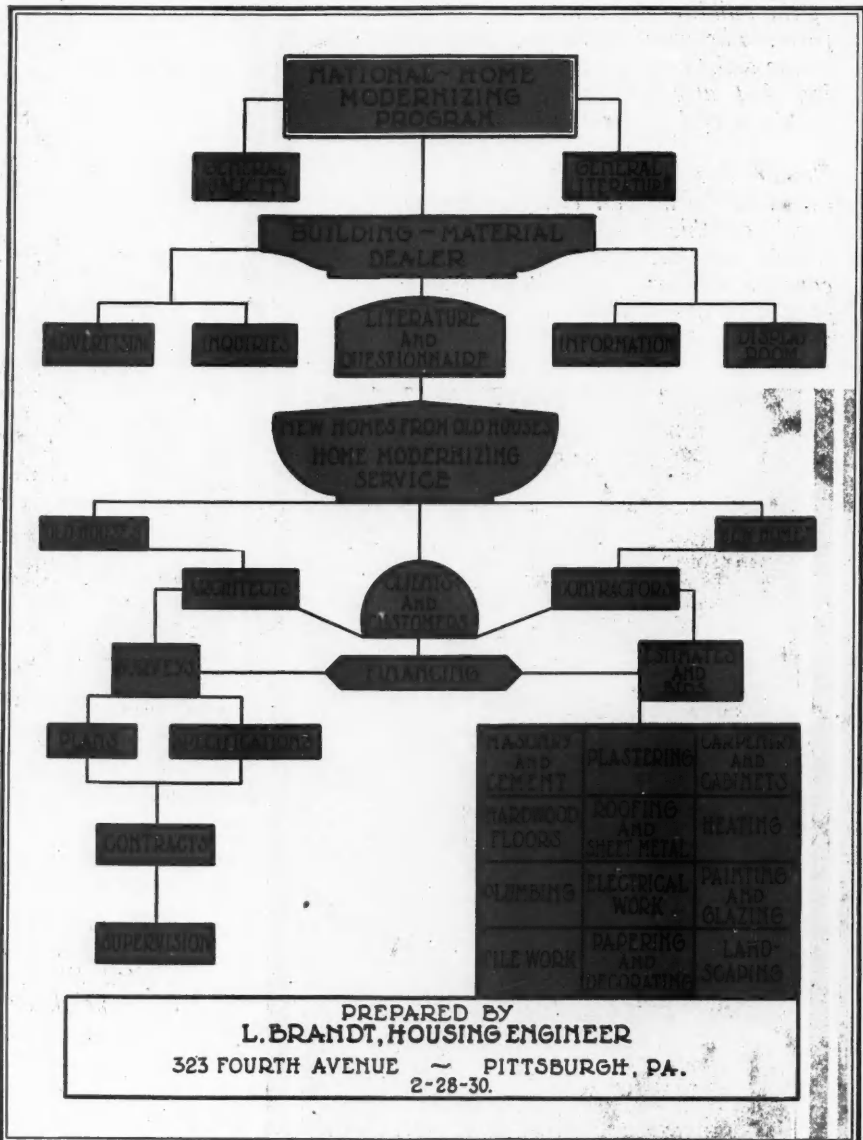 NATIONAL~HOME
MODERNIZING
PROGRAM.
GENERAL
PUBLICITY
GENERAL
LITERATURE
BUILDING~MATERIAL
DEALER
ADVERTISING
INQUIRIES
LITERATURE
AND
QUESTIONNAIRE
INFORMATION
DISPLAY
ROOM
NEW HOMES FROM OLD HOUSES
HOME MODERNIZING
SERVICE
OLD HOUSES
NEW HOMES
ARCHITECTS
CLIENTS
AND
CUSTOMERS
CONTRACTORS
SURVEYS
FINANCING
ESTIMATES
AND
BIDS
PLANS
SPECIFICATIONS
CONTRACTS
SUPERVISION
MASONRY
AND
CEMENT
PLASTERING
CARPENTRY
AND
CABINETS
HARDWOOD
FLOORS
ROOFING
AND
SHEET METAL
HEATING
PLUMBING
ELECTRICAL
WORK
PAINTING
AND
GLAZING
TILE WORK
PAPERING
AND
DECORATING
LAND-
SCAPING
PREPARED BY
L. BRANDT, HOUSING ENGINEER
323 FOURTH AVENUE ~ PITTSBURGH, PA.
2-28-30.